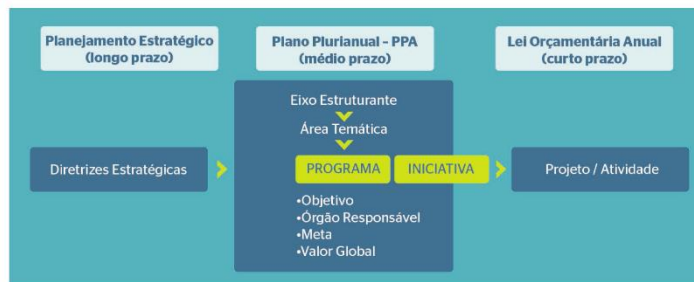 Planejamento Estratégico
(longo prazo)
Plano Plurianual - PPA
(médio prazo)
Lei Orçamentária Anual
(curto prazo)
Diretrizes Estratégicas
Eixo Estruturante
Área Temática
PROGRAMA
INICIATIVA
•Objetivo
•Órgão Responsável
•Meta
•Valor Global
Projeto / Atividade